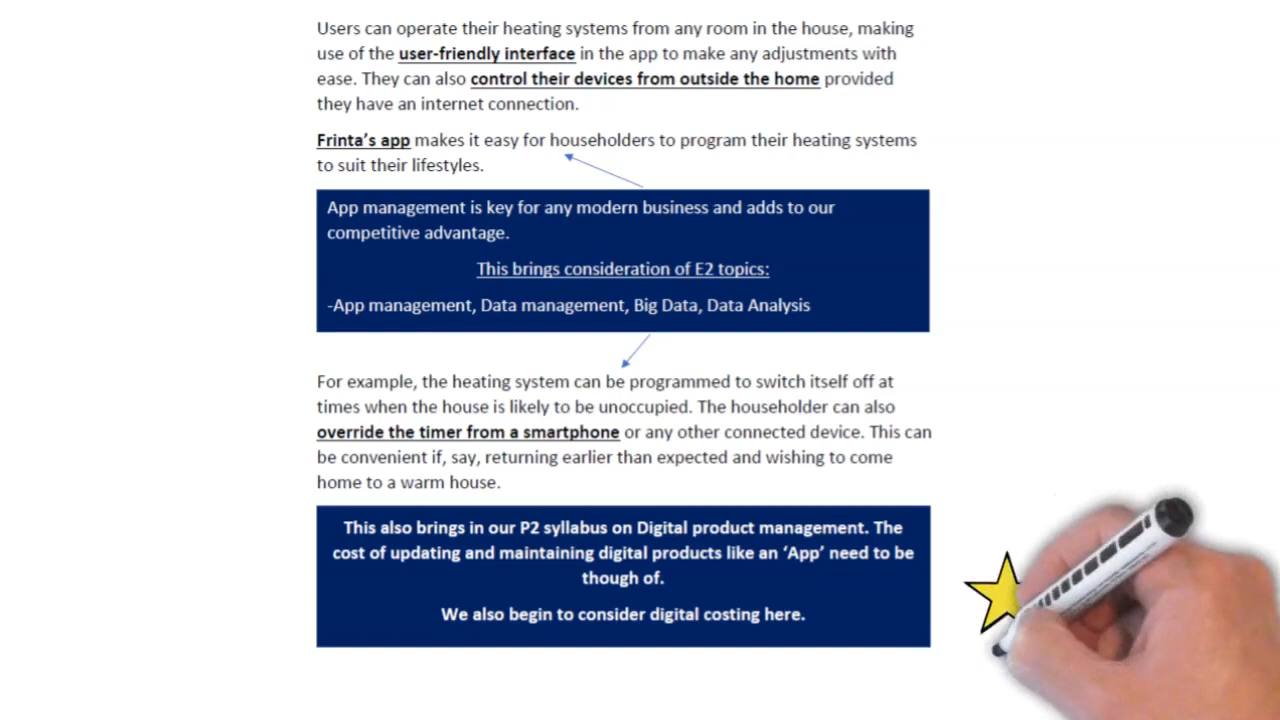 Users can operate their heating systems from any room in the house, making
use of the user-friendly interface in the app to make any adjustments with
ease. They can also control their devices from outside the home provided
they have an internet connection.
Frinta’s app makes it easy for householders to program their heating systems
to suit their lifestyles.
App management is key for any modern business and adds to our
competitive advantage.
This brings consideration of E2 topics:
-App management, Data management, Big Data, Data Analysis
For example, the heating system can be programmed to switch itself off at
times when the house is likely to be unoccupied. The householder can also
override the timer from a smartphone or any other connected device. This can
be convenient if, say, returning earlier than expected and wishing to come
home to a warm house.
This also brings in our P2 syllabus on Digital product management. The
cost of updating and maintaining digital products like an ‘App’ need to be
though of.
We also begin to consider digital costing here.